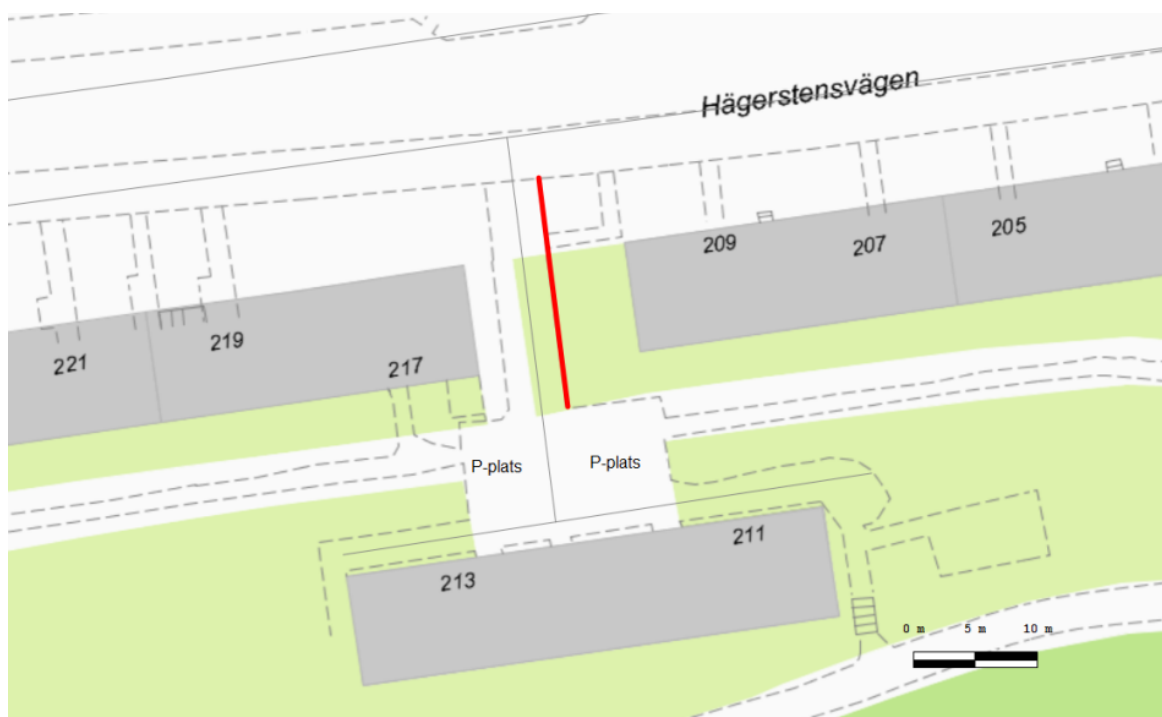 Hägerstensvägen
209
207
205
221
219
217
P-plats
P-plats
213
211
0 m
5 m
10 m